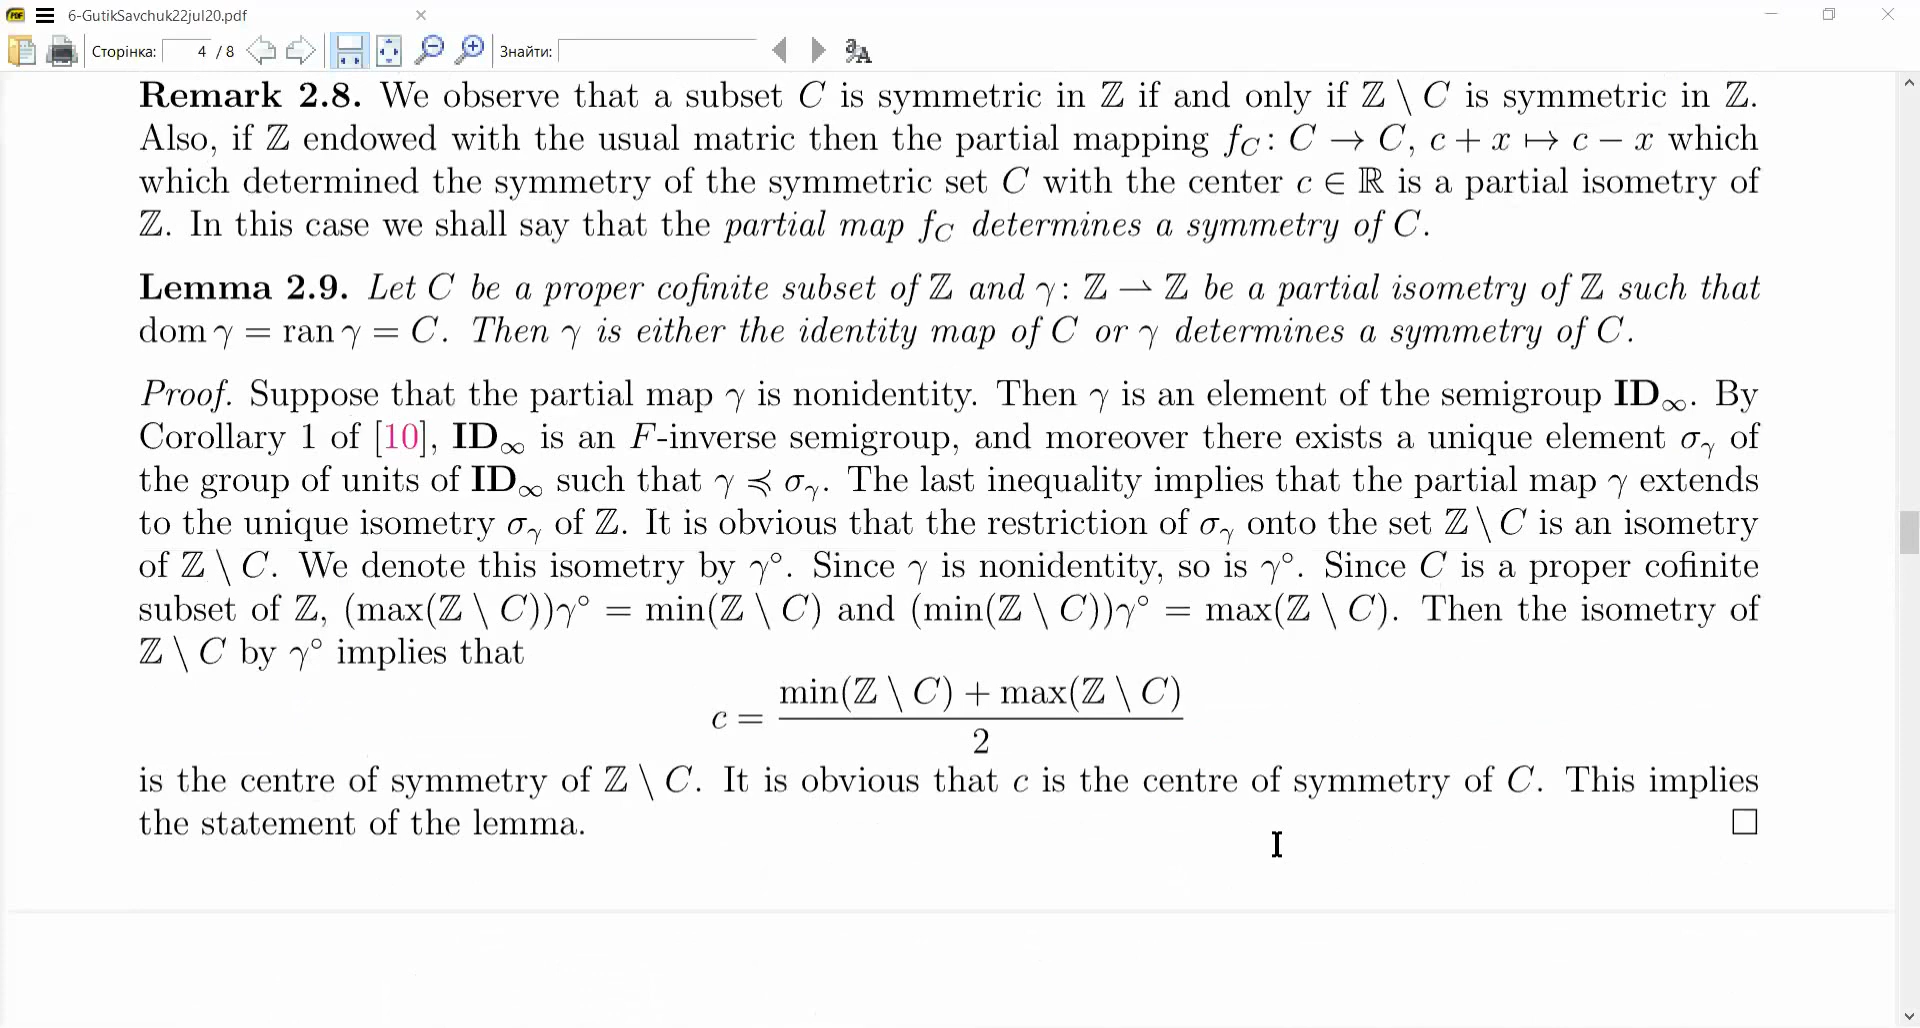 6-GutikSavchuk22jul20.pdf
Сторінка: 4 / 8 Знайти:
Remark 2.8. We observe that a subset C is symmetric in ℤ if and only if ℤ \ C is symmetric in ℤ.
Also, if ℤ endowed with the usual matric then the partial mapping f_C: C → C, c + x ↦ c − x which
which determined the symmetry of the symmetric set C with the center c ∈ ℝ is a partial isometry of
ℤ. In this case we shall say that the partial map f_C determines a symmetry of C.
Lemma 2.9. Let C be a proper cofinite subset of ℤ and γ: ℤ ⇀ ℤ be a partial isometry of ℤ such that
dom γ = ran γ = C. Then γ is either the identity map of C or γ determines a symmetry of C.
Proof. Suppose that the partial map γ is nonidentity. Then γ is an element of the semigroup ID∞. By
Corollary 1 of [10], ID∞ is an F-inverse semigroup, and moreover there exists a unique element σ_γ of
the group of units of ID∞ such that γ ≼ σ_γ. The last inequality implies that the partial map γ extends
to the unique isometry σ_γ of ℤ. It is obvious that the restriction of σ_γ onto the set ℤ \ C is an isometry
of ℤ \ C. We denote this isometry by γ°. Since γ is nonidentity, so is γ°. Since C is a proper cofinite
subset of ℤ, (max(ℤ \ C))γ° = min(ℤ \ C) and (min(ℤ \ C))γ° = max(ℤ \ C). Then the isometry of
ℤ \ C by γ° implies that
min(ℤ \ C) + max(ℤ \ C)
c =
2
is the centre of symmetry of ℤ \ C. It is obvious that c is the centre of symmetry of C. This implies
the statement of the lemma. □